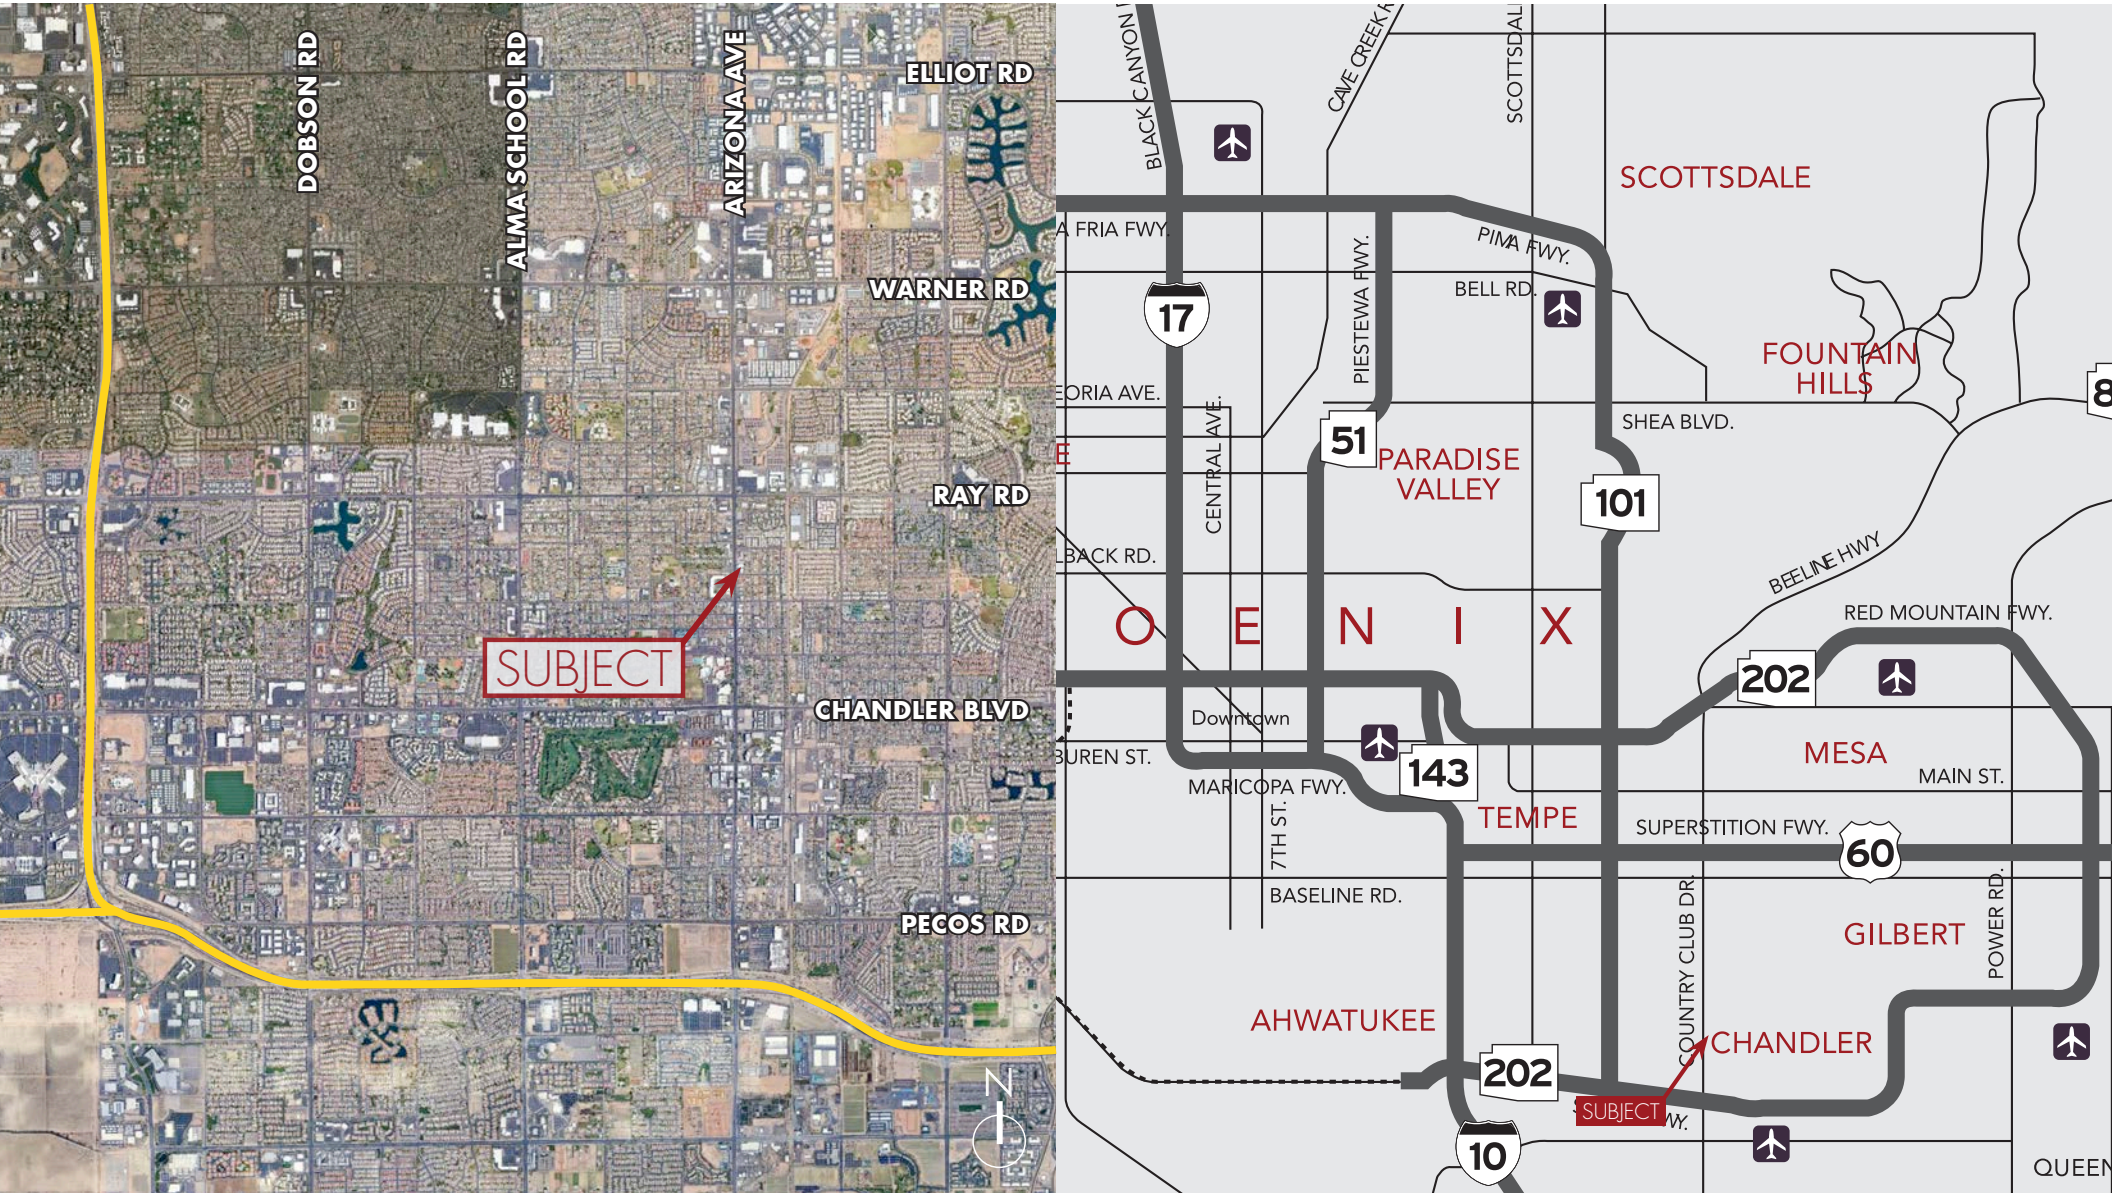 DOBSON RD
ALMA SCHOOL RD
ARIZONA AVE
ELLIOT RD
WARNER RD
RAY RD
SUBJECT
CHANDLER BLVD
PECOS RD
N
BLACK CANYON
CAVE CREEK R
SCOTTSDAL
SCOTTSDALE
A FRIA FWY.
PIESTEWA FWY.
PIMA FWY.
BELL RD.
17
FOUNTAIN
HILLS
8
EORIA AVE.
CENTRAL AVE.
SHEA BLVD.
51
E
PARADISE
VALLEY
101
LBACK RD.
BEELINE HWY
O E N I X
RED MOUNTAIN FWY.
202
Downtown
BUREN ST.
MARICOPA FWY.
143
MESA
MAIN ST.
7TH ST.
TEMPE
SUPERSTITION FWY.
60
BASELINE RD.
COUNTRY CLUB DR.
POWER RD.
GILBERT
AHWATUKEE
CHANDLER
202
SUBJECT
WY.
10
QUEEN